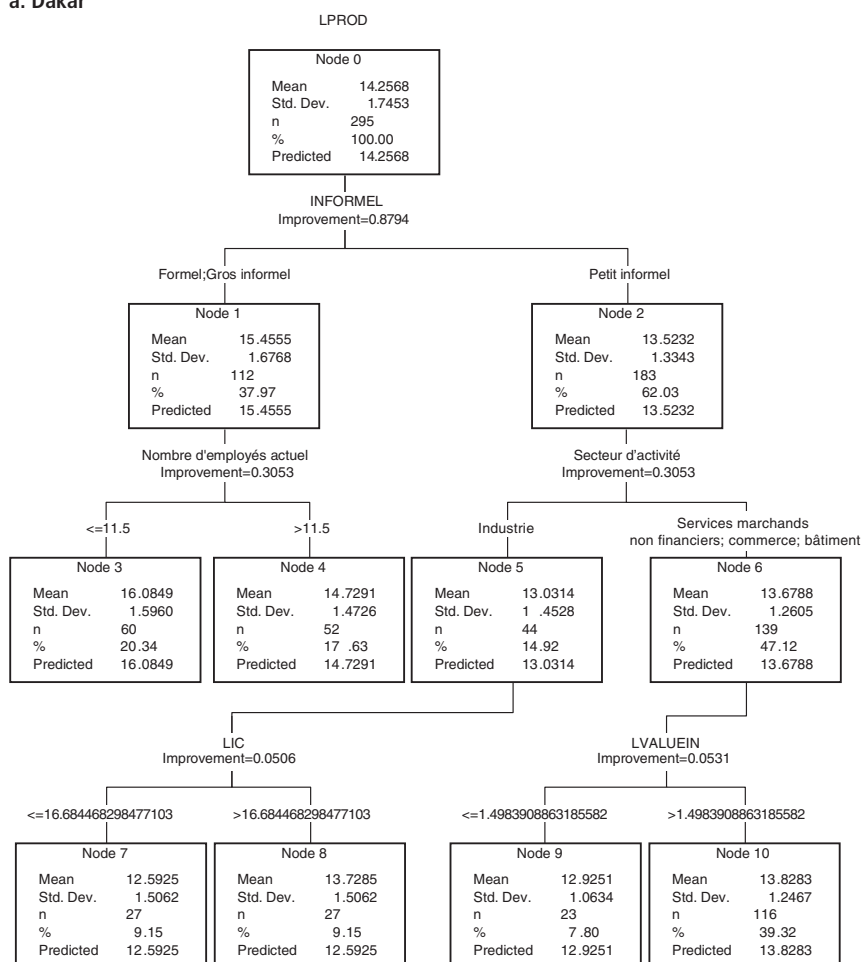 a. Dakar
LPROD
Node 0
Mean 14.2568
Std. Dev. 1.7453
n 295
% 100.00
Predicted 14.2568
INFORMEL
Improvement=0.8794
Formel;Gros informel
Petit informel
Node 1
Mean 15.4555
Std. Dev. 1.6768
n 112
% 37.97
Predicted 15.4555
Node 2
Mean 13.5232
Std. Dev. 1.3343
n 183
% 62.03
Predicted 13.5232
Nombre d'employés actuel
Improvement=0.3053
Secteur d'activité
Improvement=0.3053
<=11.5
>11.5
Industrie
Services marchands
non financiers; commerce; bâtiment
Node 3
Mean 16.0849
Std. Dev. 1.5960
n 60
% 20.34
Predicted 16.0849
Node 4
Mean 14.7291
Std. Dev. 1.4726
n 52
% 17 .63
Predicted 14.7291
Node 5
Mean 13.0314
Std. Dev. 1 .4528
n 44
% 14.92
Predicted 13.0314
Node 6
Mean 13.6788
Std. Dev. 1.2605
n 139
% 47.12
Predicted 13.6788
LIC
Improvement=0.0506
LVALUEIN
Improvement=0.0531
<=16.684468298477103
>16.684468298477103
<=1.4983908863185582
>1.4983908863185582
Node 7
Mean 12.5925
Std. Dev. 1.5062
n 27
% 9.15
Predicted 12.5925
Node 8
Mean 13.7285
Std. Dev. 1.5062
n 27
% 9.15
Predicted 12.5925
Node 9
Mean 12.9251
Std. Dev. 1.0634
n 23
% 7.80
Predicted 12.9251
Node 10
Mean 13.8283
Std. Dev. 1.2467
n 116
% 39.32
Predicted 13.8283